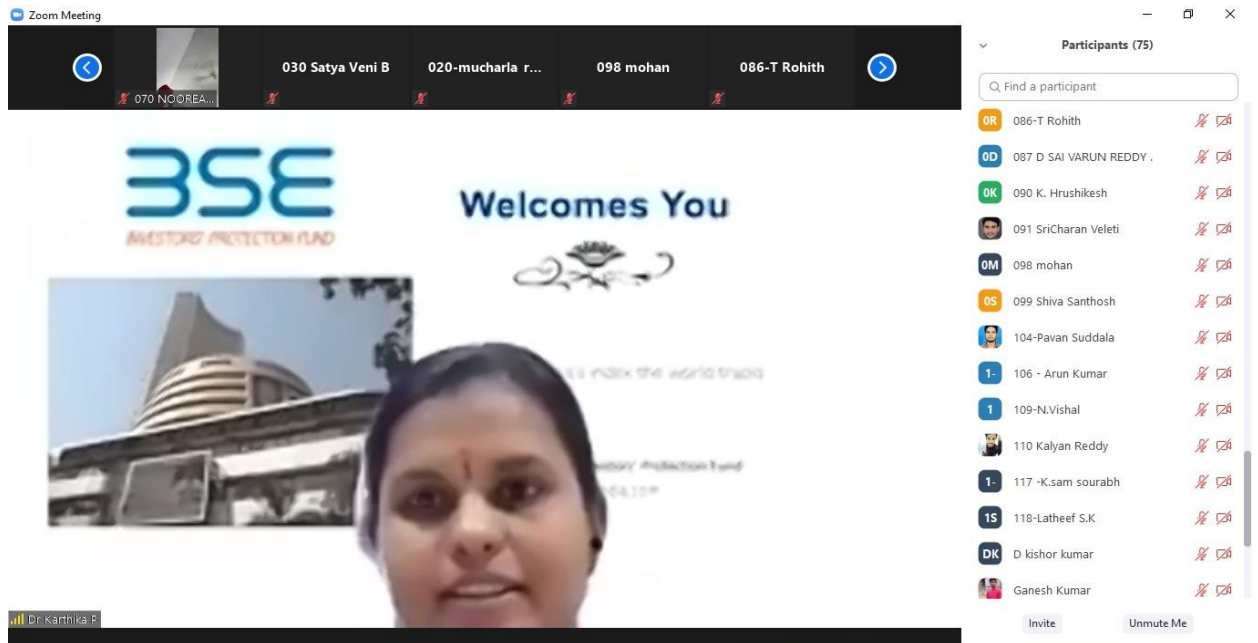 Zoom Meeting
070 NOOREA...
030 Satya Veni B
020-mucharla r...
098 mohan
086-T Rohith
BSE
INVESTORS' PROTECTION FUND
Welcomes You
Dr Karthika P
Participants (75)
Find a participant
0R 086-T Rohith
0D 087 D SAI VARUN REDDY .
0K 090 K. Hrushikesh
091 SriCharan Veleti
0M 098 mohan
0S 099 Shiva Santhosh
104-Pavan Suddala
1- 106 - Arun Kumar
1 109-N.Vishal
110 Kalyan Reddy
1- 117 -K.sam sourabh
1S 118-Latheef S.K
DK D kishor kumar
Ganesh Kumar
Invite
Unmute Me